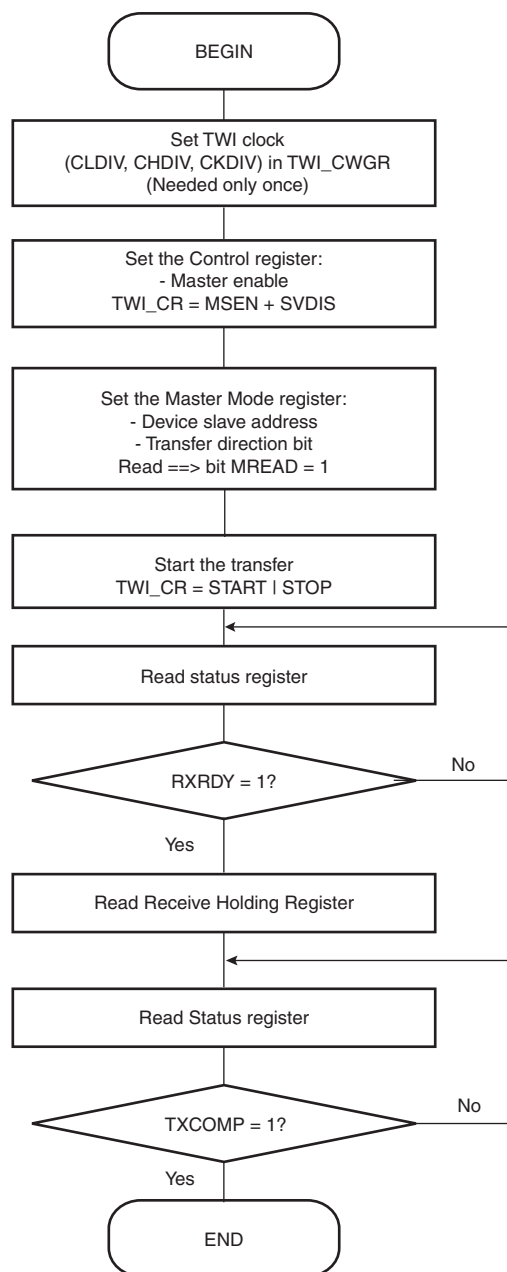 BEGIN
Set TWI clock
(CLDIV, CHDIV, CKDIV) in TWI_CWGR
(Needed only once)
Set the Control register:
- Master enable
TWI_CR = MSEN + SVDIS
Set the Master Mode register:
- Device slave address
- Transfer direction bit
Read ==> bit MREAD = 1
Start the transfer
TWI_CR = START | STOP
Read status register
RXRDY = 1?
No
Yes
Read Receive Holding Register
Read Status register
TXCOMP = 1?
No
Yes
END